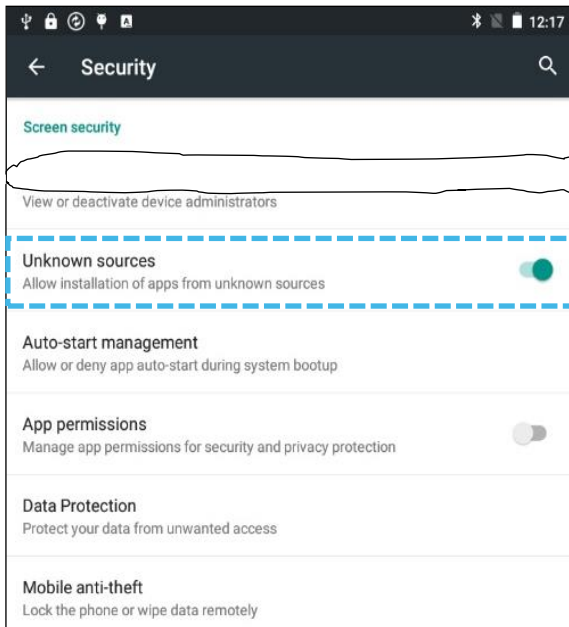 12:17
Security
Screen security
View or deactivate device administrators
Unknown sources
Allow installation of apps from unknown sources
Auto-start management
Allow or deny app auto-start during system bootup
App permissions
Manage app permissions for security and privacy protection
Data Protection
Protect your data from unwanted access
Mobile anti-theft
Lock the phone or wipe data remotely